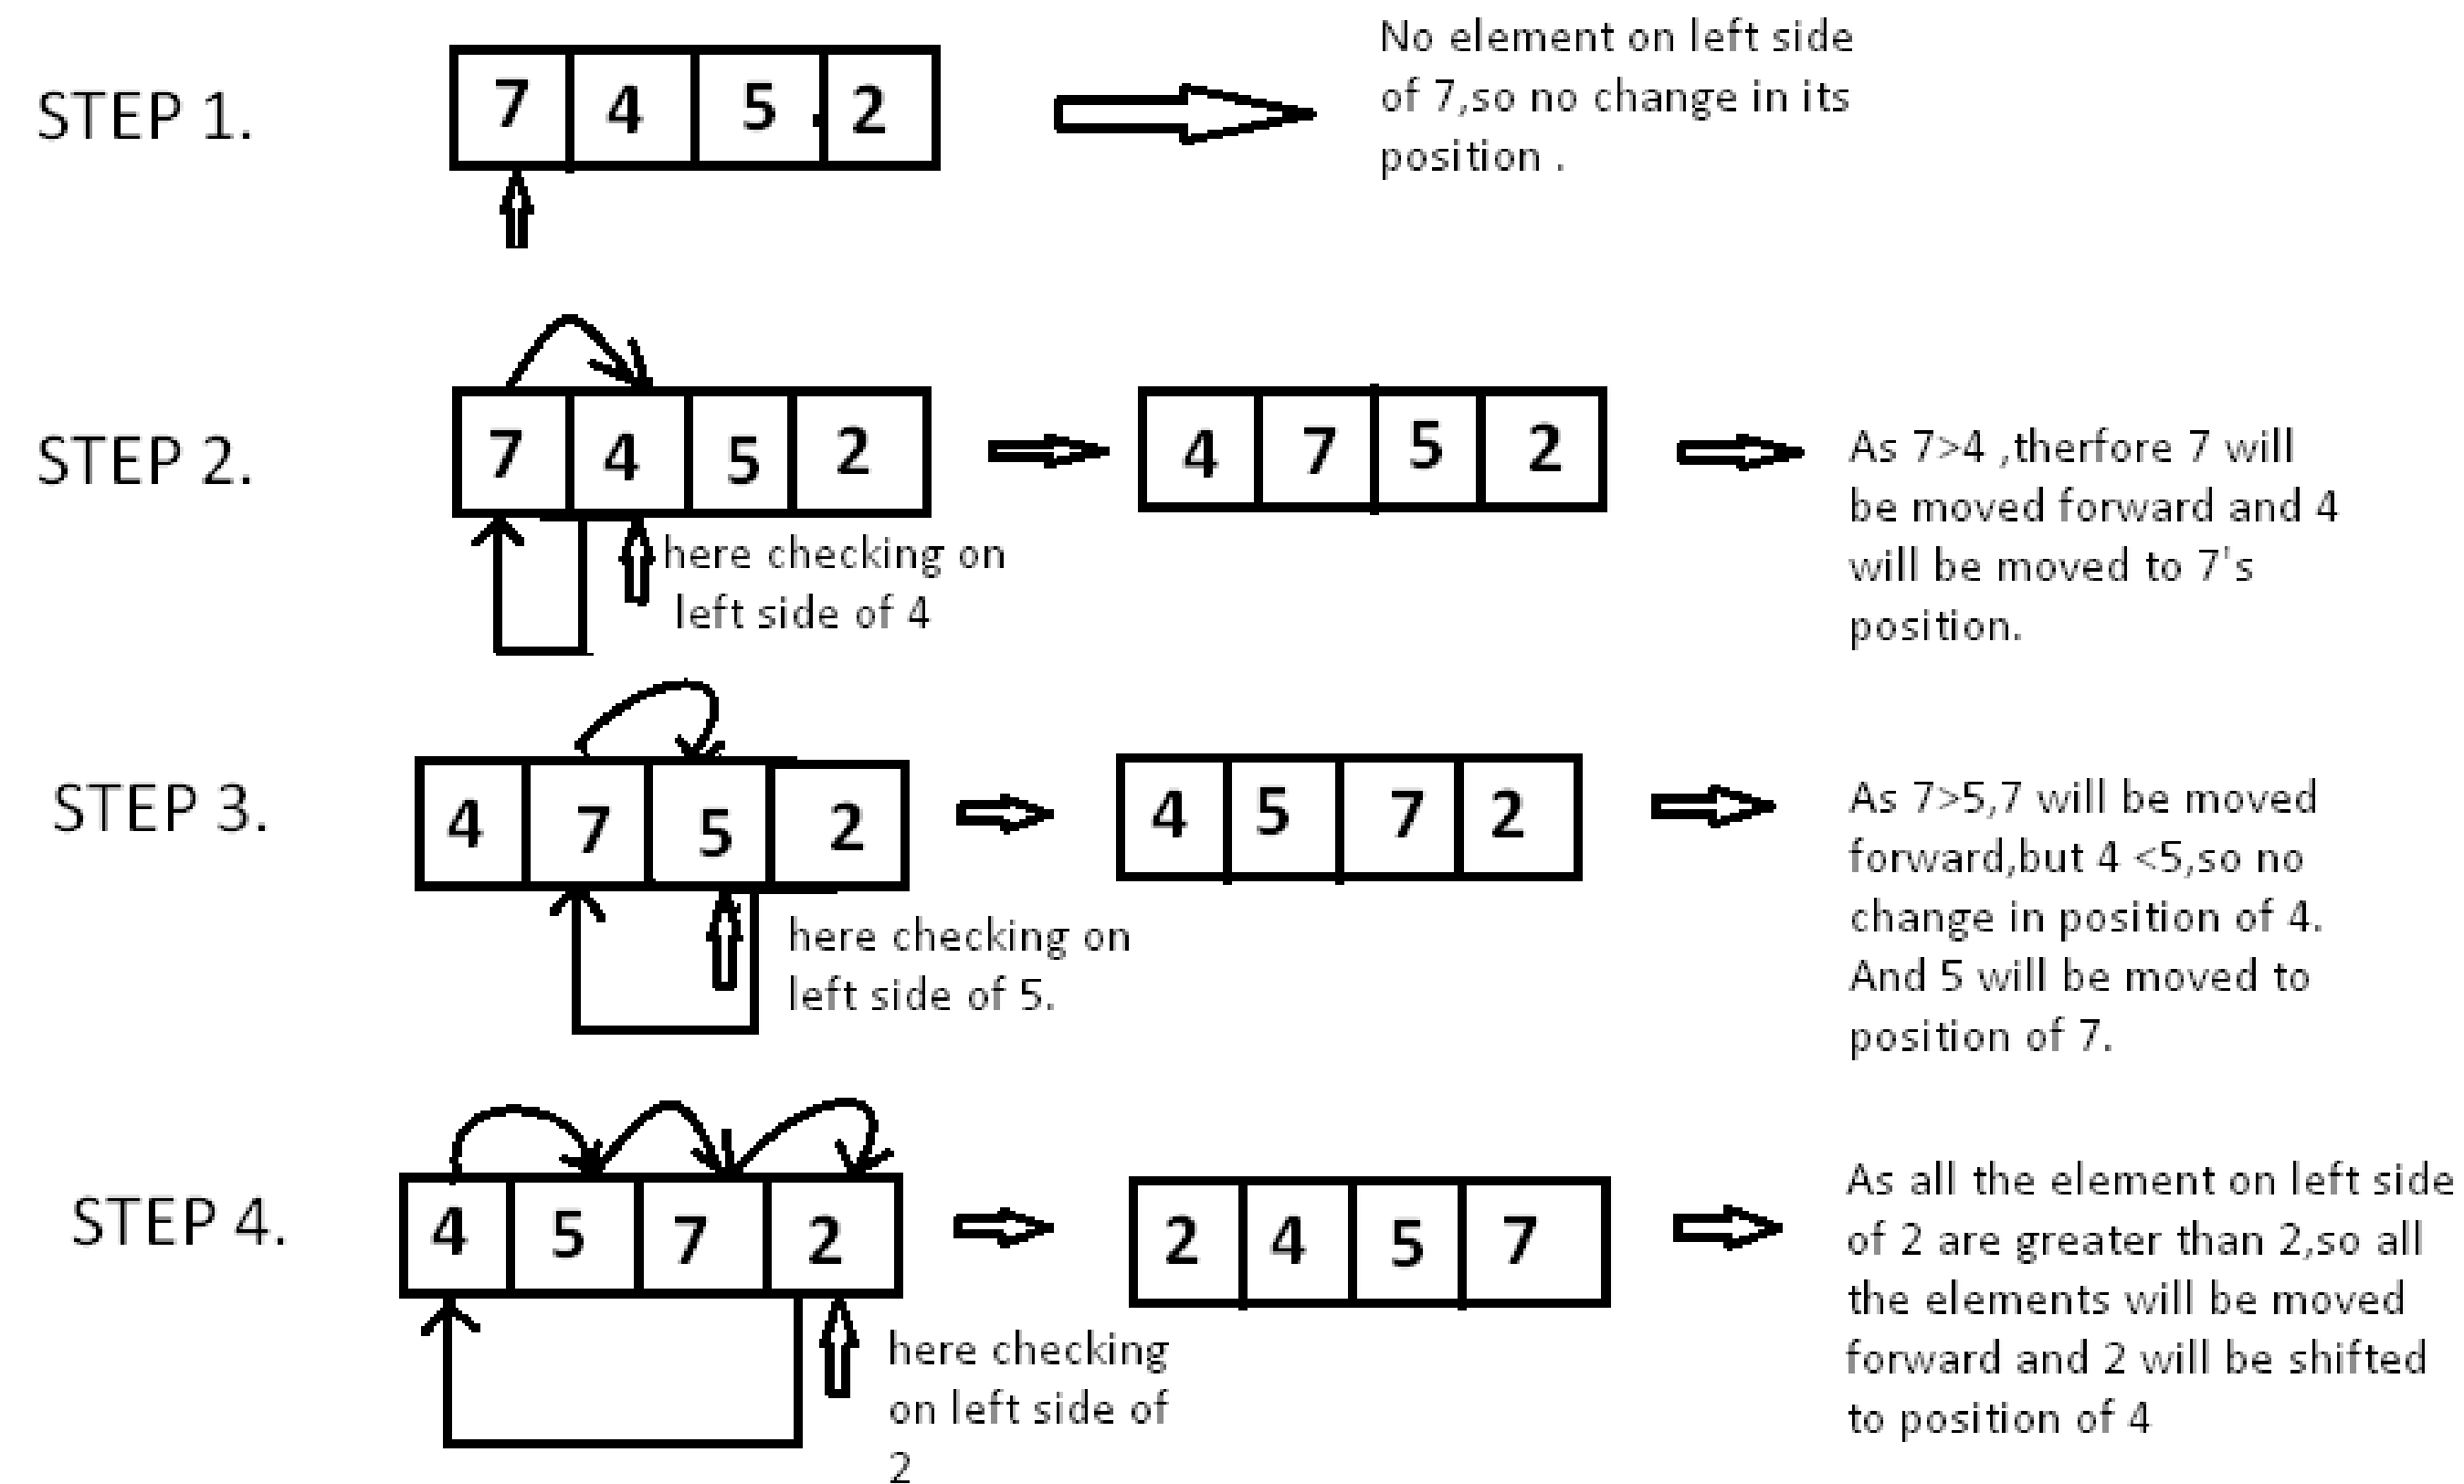 STEP 1.
7 4 5 2
No element on left side
of 7,so no change in its
position .
STEP 2.
7 4 5 2
4 7 5 2
here checking on
left side of 4
As 7>4 ,therfore 7 will
be moved forward and 4
will be moved to 7's
position.
STEP 3.
4 7 5 2
4 5 7 2
here checking on
left side of 5.
As 7>5,7 will be moved
forward,but 4 <5,so no
change in position of 4.
And 5 will be moved to
position of 7.
STEP 4.
4 5 7 2
2 4 5 7
here checking
on left side of
2
As all the element on left side
of 2 are greater than 2,so all
the elements will be moved
forward and 2 will be shifted
to position of 4